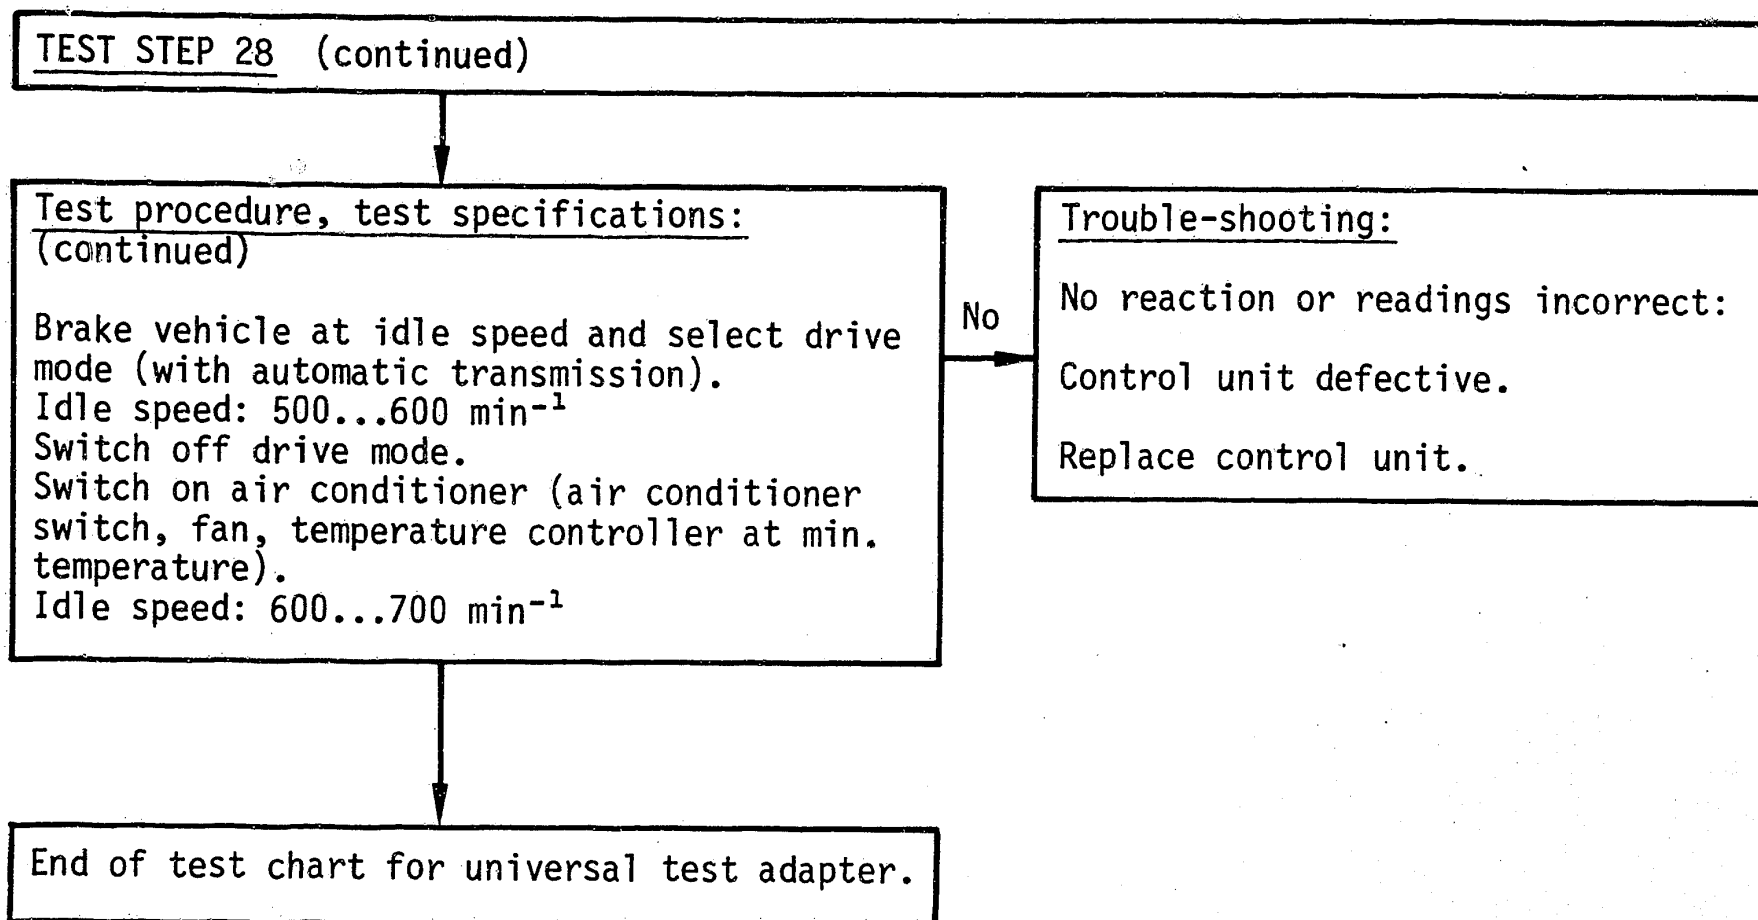 TEST STEP 28 (continued)
Test procedure, test specifications:
(continued)
Brake vehicle at idle speed and select drive
mode (with automatic transmission).
Idle speed: 500...600 min⁻¹
Switch off drive mode.
Switch on air conditioner (air conditioner
switch, fan, temperature controller at min.
temperature).
Idle speed: 600...700 min⁻¹
No
Trouble-shooting:
No reaction or readings incorrect:
Control unit defective.
Replace control unit.
End of test chart for universal test adapter.